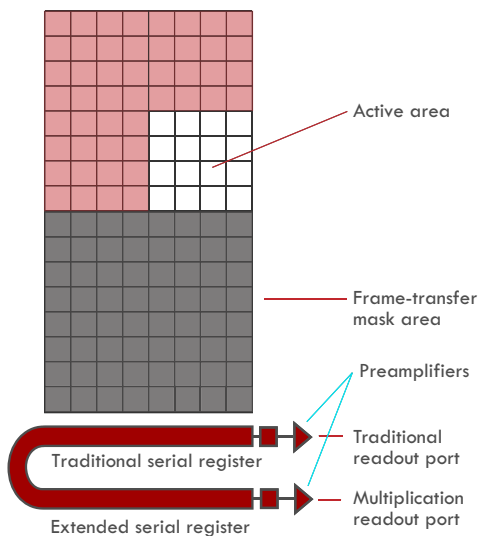 Active area
Frame-transfer
mask area
Preamplifiers
Traditional
readout port
Traditional serial register
Multiplication
readout port
Extended serial register